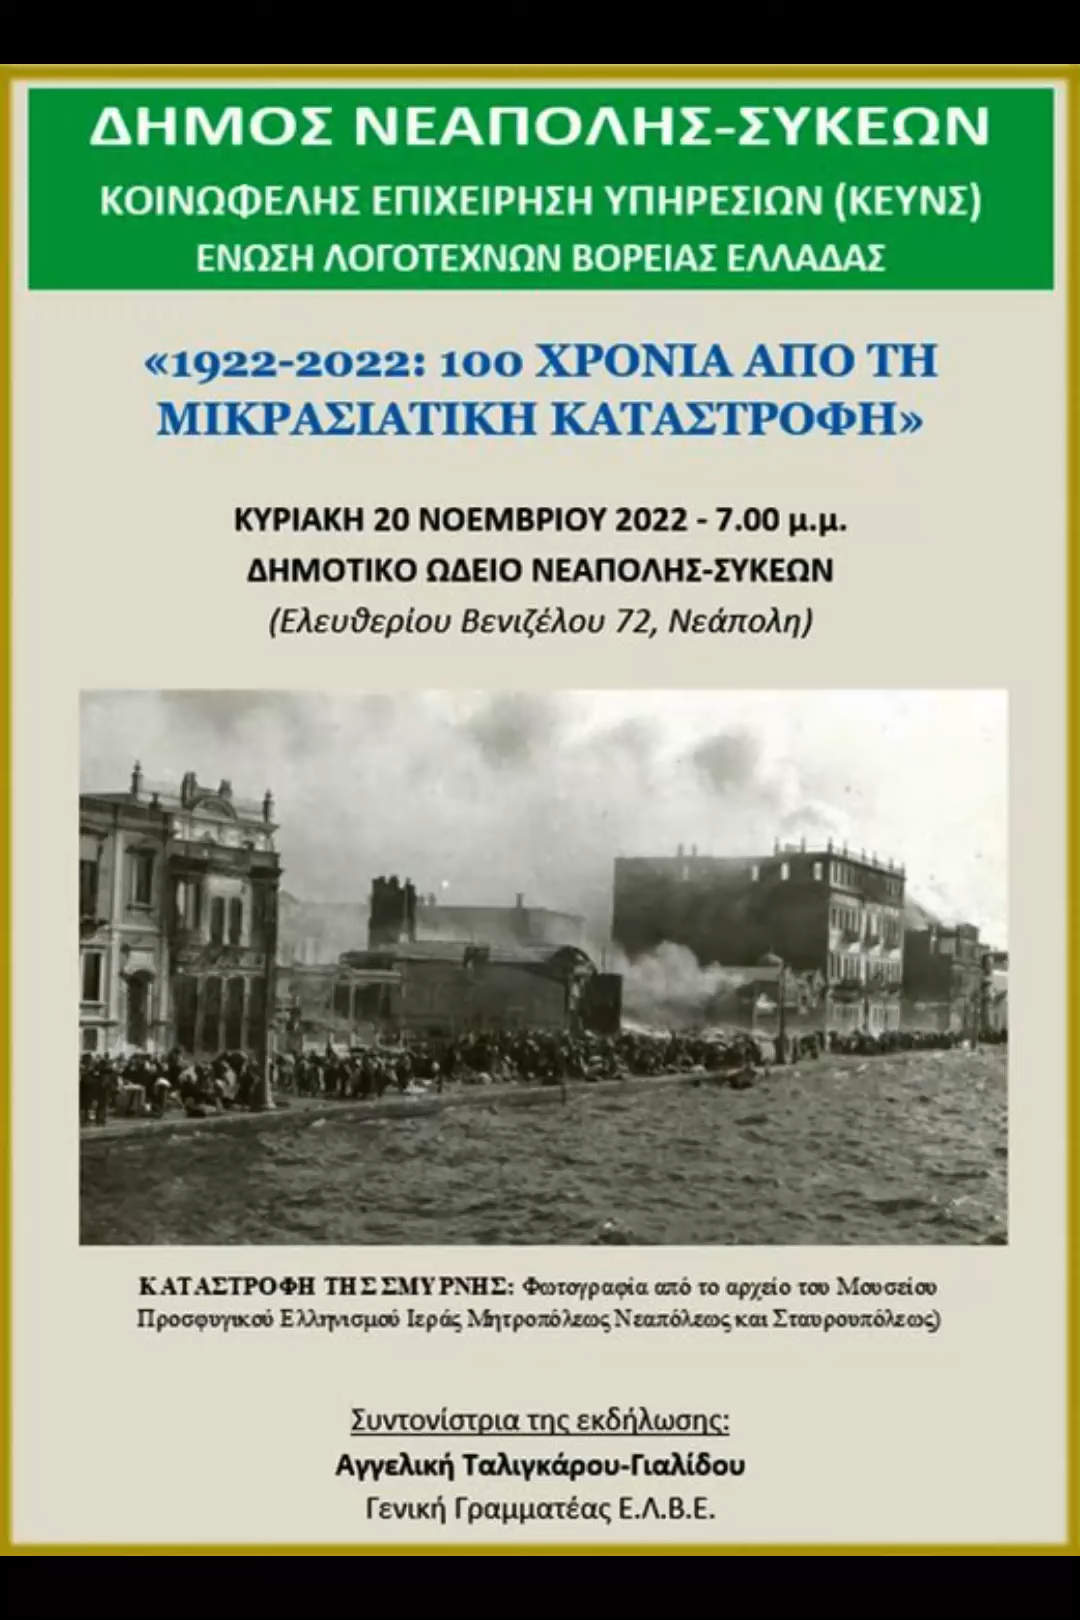 ΔΗΜΟΣ ΝΕΑΠΟΛΗΣ-ΣΥΚΕΩΝ
ΚΟΙΝΩΦΕΛΗΣ ΕΠΙΧΕΙΡΗΣΗ ΥΠΗΡΕΣΙΩΝ (ΚΕΥΝΣ)
ΕΝΩΣΗ ΛΟΓΟΤΕΧΝΩΝ ΒΟΡΕΙΑΣ ΕΛΛΑΔΑΣ
«1922-2022: 100 ΧΡΟΝΙΑ ΑΠΟ ΤΗ
ΜΙΚΡΑΣΙΑΤΙΚΗ ΚΑΤΑΣΤΡΟΦΗ»
ΚΥΡΙΑΚΗ 20 ΝΟΕΜΒΡΙΟΥ 2022 - 7.00 μ.μ.
ΔΗΜΟΤΙΚΟ ΩΔΕΙΟ ΝΕΑΠΟΛΗΣ-ΣΥΚΕΩΝ
(Ελευθερίου Βενιζέλου 72, Νεάπολη)
ΚΑΤΑΣΤΡΟΦΗ ΤΗΣ ΣΜΥΡΝΗΣ: Φωτογραφία από το αρχείο του Μουσείου
Προσφυγικού Ελληνισμού Ιεράς Μητροπόλεως Νεαπόλεως και Σταυρουπόλεως)
Συντονίστρια της εκδήλωσης:
Αγγελική Ταλιγκάρου-Γιαλίδου
Γενική Γραμματέας Ε.Λ.Β.Ε.